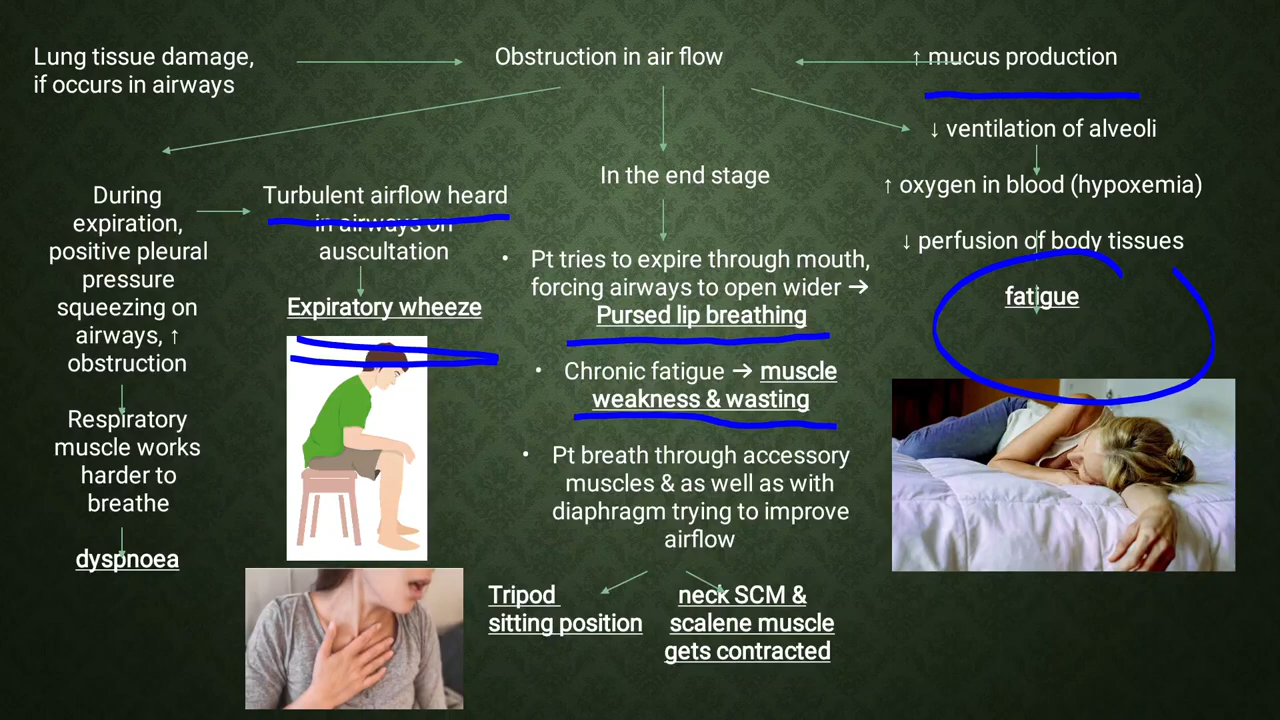 Lung tissue damage,
if occurs in airways
Obstruction in air flow
↑ mucus production
↓ ventilation of alveoli
↑ oxygen in blood (hypoxemia)
↓ perfusion of body tissues
fatigue
During
expiration,
positive pleural
pressure
squeezing on
airways, ↑
obstruction
Respiratory
muscle works
harder to
breathe
dyspnoea
Turbulent airflow heard
in airways on
auscultation
Expiratory wheeze
In the end stage
• Pt tries to expire through mouth,
forcing airways to open wider →
Pursed lip breathing
• Chronic fatigue → muscle
weakness & wasting
• Pt breath through accessory
muscles & as well as with
diaphragm trying to improve
airflow
Tripod
sitting position
neck SCM &
scalene muscle
gets contracted